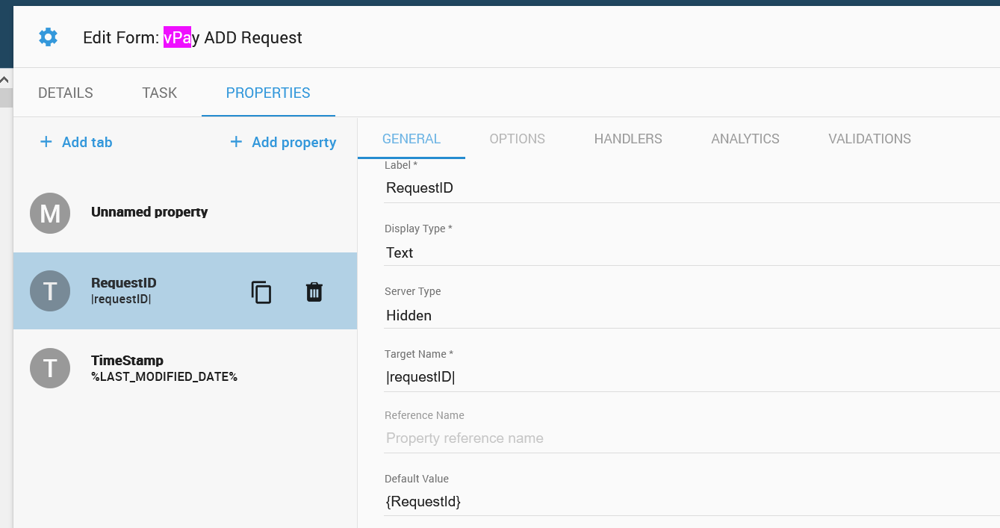 Edit Form: vPay ADD Request
DETAILS TASK PROPERTIES
+ Add tab + Add property
M Unnamed property
T RequestID
|requestID|
T TimeStamp
%LAST_MODIFIED_DATE%
GENERAL OPTIONS HANDLERS ANALYTICS VALIDATIONS
Label *
RequestID
Display Type *
Text
Server Type
Hidden
Target Name *
|requestID|
Reference Name
Property reference name
Default Value
{RequestId}